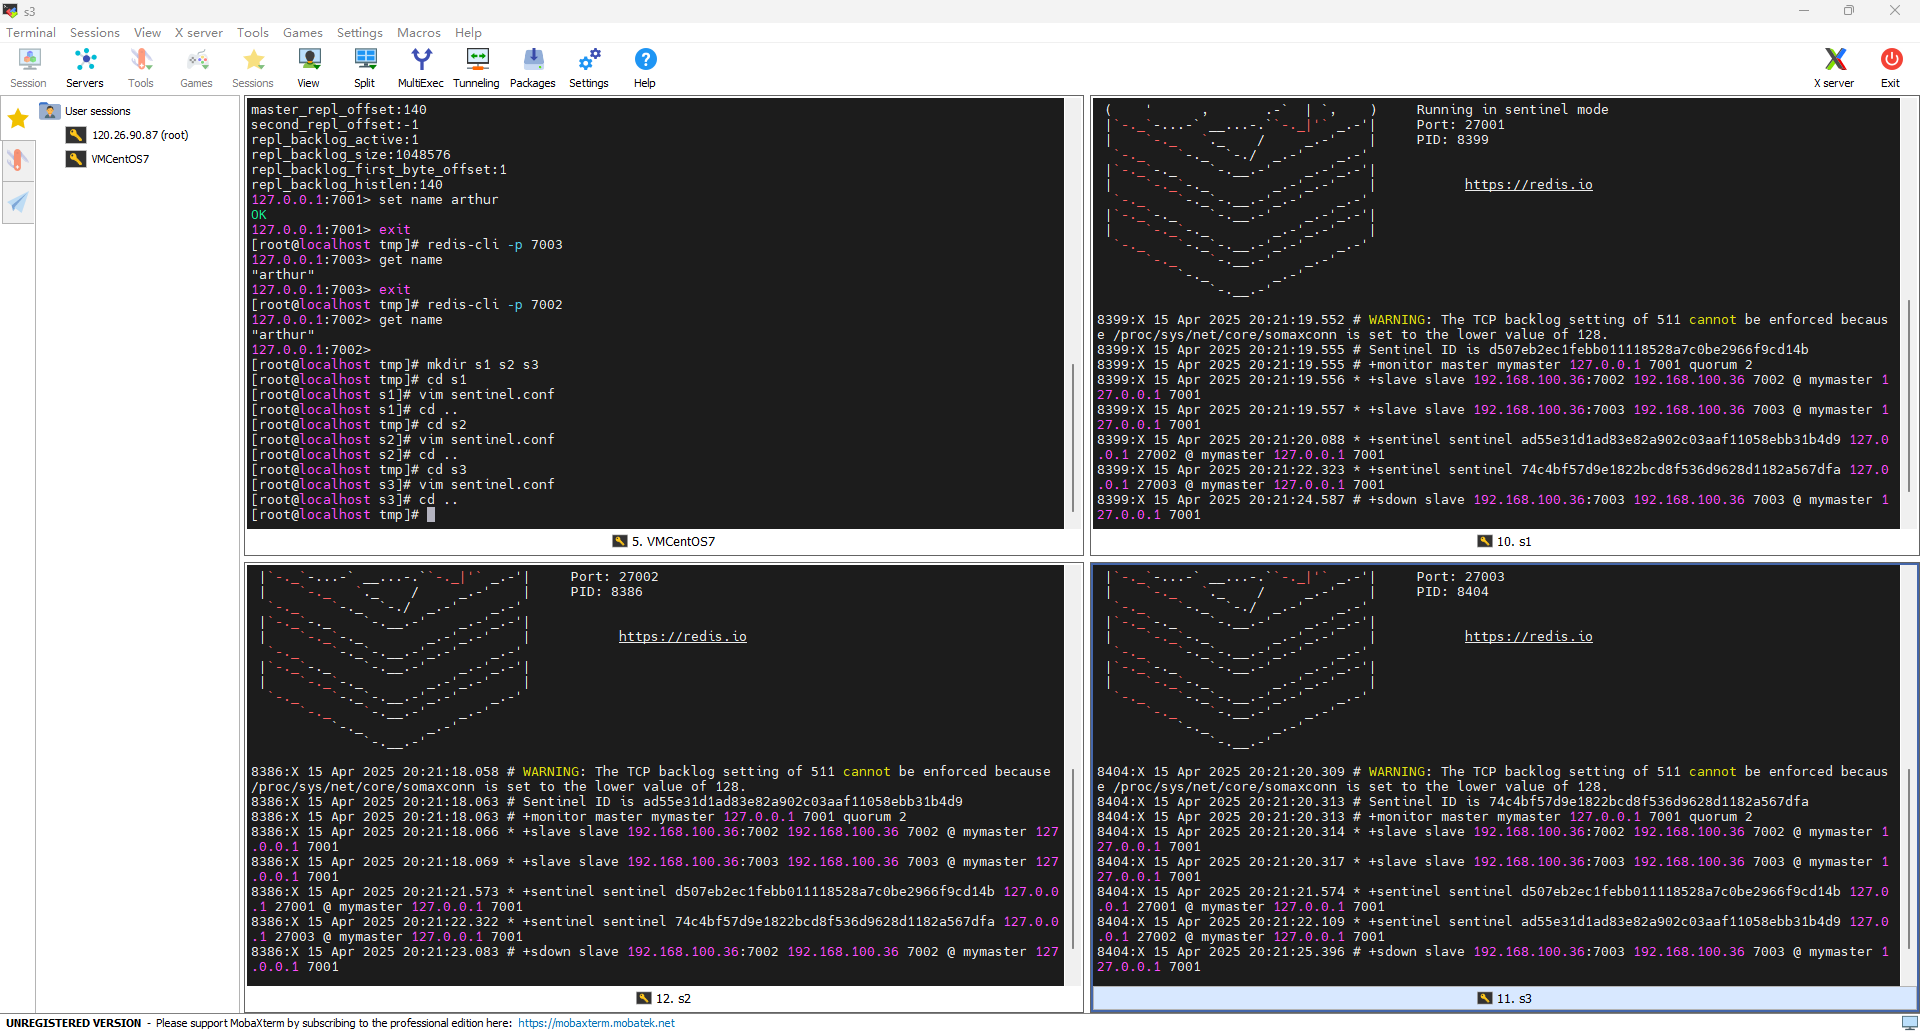 s3
Terminal Sessions View X server Tools Games Settings Macros Help
Session Servers Tools Games Sessions View Split MultiExec Tunneling Packages Settings Help X server Exit
User sessions
120.26.90.87 (root)
VMCentOS7
master_repl_offset:140
second_repl_offset:-1
repl_backlog_active:1
repl_backlog_size:1048576
repl_backlog_first_byte_offset:1
repl_backlog_histlen:140
127.0.0.1:7001> set name arthur
OK
127.0.0.1:7001> exit
[root@localhost tmp]# redis-cli -p 7003
127.0.0.1:7003> get name
"arthur"
127.0.0.1:7003> exit
[root@localhost tmp]# redis-cli -p 7002
127.0.0.1:7002> get name
"arthur"
127.0.0.1:7002>
[root@localhost tmp]# mkdir s1 s2 s3
[root@localhost tmp]# cd s1
[root@localhost s1]# vim sentinel.conf
[root@localhost s1]# cd ..
[root@localhost tmp]# cd s2
[root@localhost s2]# vim sentinel.conf
[root@localhost s2]# cd ..
[root@localhost tmp]# cd s3
[root@localhost s3]# vim sentinel.conf
[root@localhost s3]# cd ..
[root@localhost tmp]#
5. VMCentOS7
Running in sentinel mode
Port: 27001
PID: 8399
https://redis.io
8399:X 15 Apr 2025 20:21:19.552 # WARNING: The TCP backlog setting of 511 cannot be enforced becaus
e /proc/sys/net/core/somaxconn is set to the lower value of 128.
8399:X 15 Apr 2025 20:21:19.555 # Sentinel ID is d507eb2ec1febb011118528a7c0be2966f9cd14b
8399:X 15 Apr 2025 20:21:19.555 # +monitor master mymaster 127.0.0.1 7001 quorum 2
8399:X 15 Apr 2025 20:21:19.556 * +slave slave 192.168.100.36:7002 192.168.100.36 7002 @ mymaster 1
27.0.0.1 7001
8399:X 15 Apr 2025 20:21:19.557 * +slave slave 192.168.100.36:7003 192.168.100.36 7003 @ mymaster 1
27.0.0.1 7001
8399:X 15 Apr 2025 20:21:20.088 * +sentinel sentinel ad55e31d1ad83e82a902c03aaf11058ebb31b4d9 127.0
.0.1 27002 @ mymaster 127.0.0.1 7001
8399:X 15 Apr 2025 20:21:22.323 * +sentinel sentinel 74c4bf57d9e1822bcd8f536d9628d1182a567dfa 127.0
.0.1 27003 @ mymaster 127.0.0.1 7001
8399:X 15 Apr 2025 20:21:24.587 # +sdown slave 192.168.100.36:7003 192.168.100.36 7003 @ mymaster 1
27.0.0.1 7001
10. s1
Port: 27002
PID: 8386
https://redis.io
8386:X 15 Apr 2025 20:21:18.058 # WARNING: The TCP backlog setting of 511 cannot be enforced because
/proc/sys/net/core/somaxconn is set to the lower value of 128.
8386:X 15 Apr 2025 20:21:18.063 # Sentinel ID is ad55e31d1ad83e82a902c03aaf11058ebb31b4d9
8386:X 15 Apr 2025 20:21:18.063 # +monitor master mymaster 127.0.0.1 7001 quorum 2
8386:X 15 Apr 2025 20:21:18.066 * +slave slave 192.168.100.36:7002 192.168.100.36 7002 @ mymaster 127
.0.0.1 7001
8386:X 15 Apr 2025 20:21:18.069 * +slave slave 192.168.100.36:7003 192.168.100.36 7003 @ mymaster 127
.0.0.1 7001
8386:X 15 Apr 2025 20:21:21.573 * +sentinel sentinel d507eb2ec1febb011118528a7c0be2966f9cd14b 127.0.0
.1 27001 @ mymaster 127.0.0.1 7001
8386:X 15 Apr 2025 20:21:22.322 * +sentinel sentinel 74c4bf57d9e1822bcd8f536d9628d1182a567dfa 127.0.0
.1 27003 @ mymaster 127.0.0.1 7001
8386:X 15 Apr 2025 20:21:23.083 # +sdown slave 192.168.100.36:7002 192.168.100.36 7002 @ mymaster 127
.0.0.1 7001
12. s2
Port: 27003
PID: 8404
https://redis.io
8404:X 15 Apr 2025 20:21:20.309 # WARNING: The TCP backlog setting of 511 cannot be enforced becaus
e /proc/sys/net/core/somaxconn is set to the lower value of 128.
8404:X 15 Apr 2025 20:21:20.313 # Sentinel ID is 74c4bf57d9e1822bcd8f536d9628d1182a567dfa
8404:X 15 Apr 2025 20:21:20.313 # +monitor master mymaster 127.0.0.1 7001 quorum 2
8404:X 15 Apr 2025 20:21:20.314 * +slave slave 192.168.100.36:7002 192.168.100.36 7002 @ mymaster 1
27.0.0.1 7001
8404:X 15 Apr 2025 20:21:20.317 * +slave slave 192.168.100.36:7003 192.168.100.36 7003 @ mymaster 1
27.0.0.1 7001
8404:X 15 Apr 2025 20:21:21.574 * +sentinel sentinel d507eb2ec1febb011118528a7c0be2966f9cd14b 127.0
.0.1 27001 @ mymaster 127.0.0.1 7001
8404:X 15 Apr 2025 20:21:22.109 * +sentinel sentinel ad55e31d1ad83e82a902c03aaf11058ebb31b4d9 127.0
.0.1 27002 @ mymaster 127.0.0.1 7001
8404:X 15 Apr 2025 20:21:25.396 # +sdown slave 192.168.100.36:7003 192.168.100.36 7003 @ mymaster 1
27.0.0.1 7001
11. s3
UNREGISTERED VERSION - Please support MobaXterm by subscribing to the professional edition here: https://mobaxterm.mobatek.net